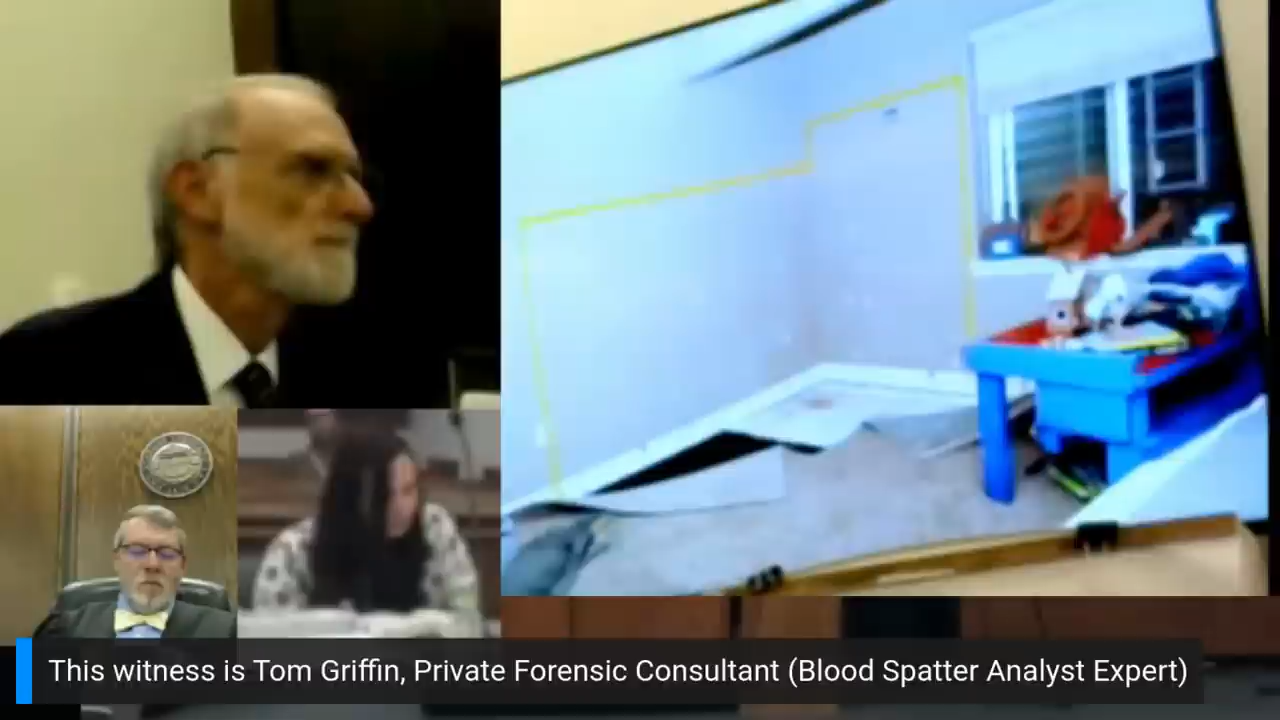 This witness is Tom Griffin, Private Forensic Consultant (Blood Spatter Analyst Expert)